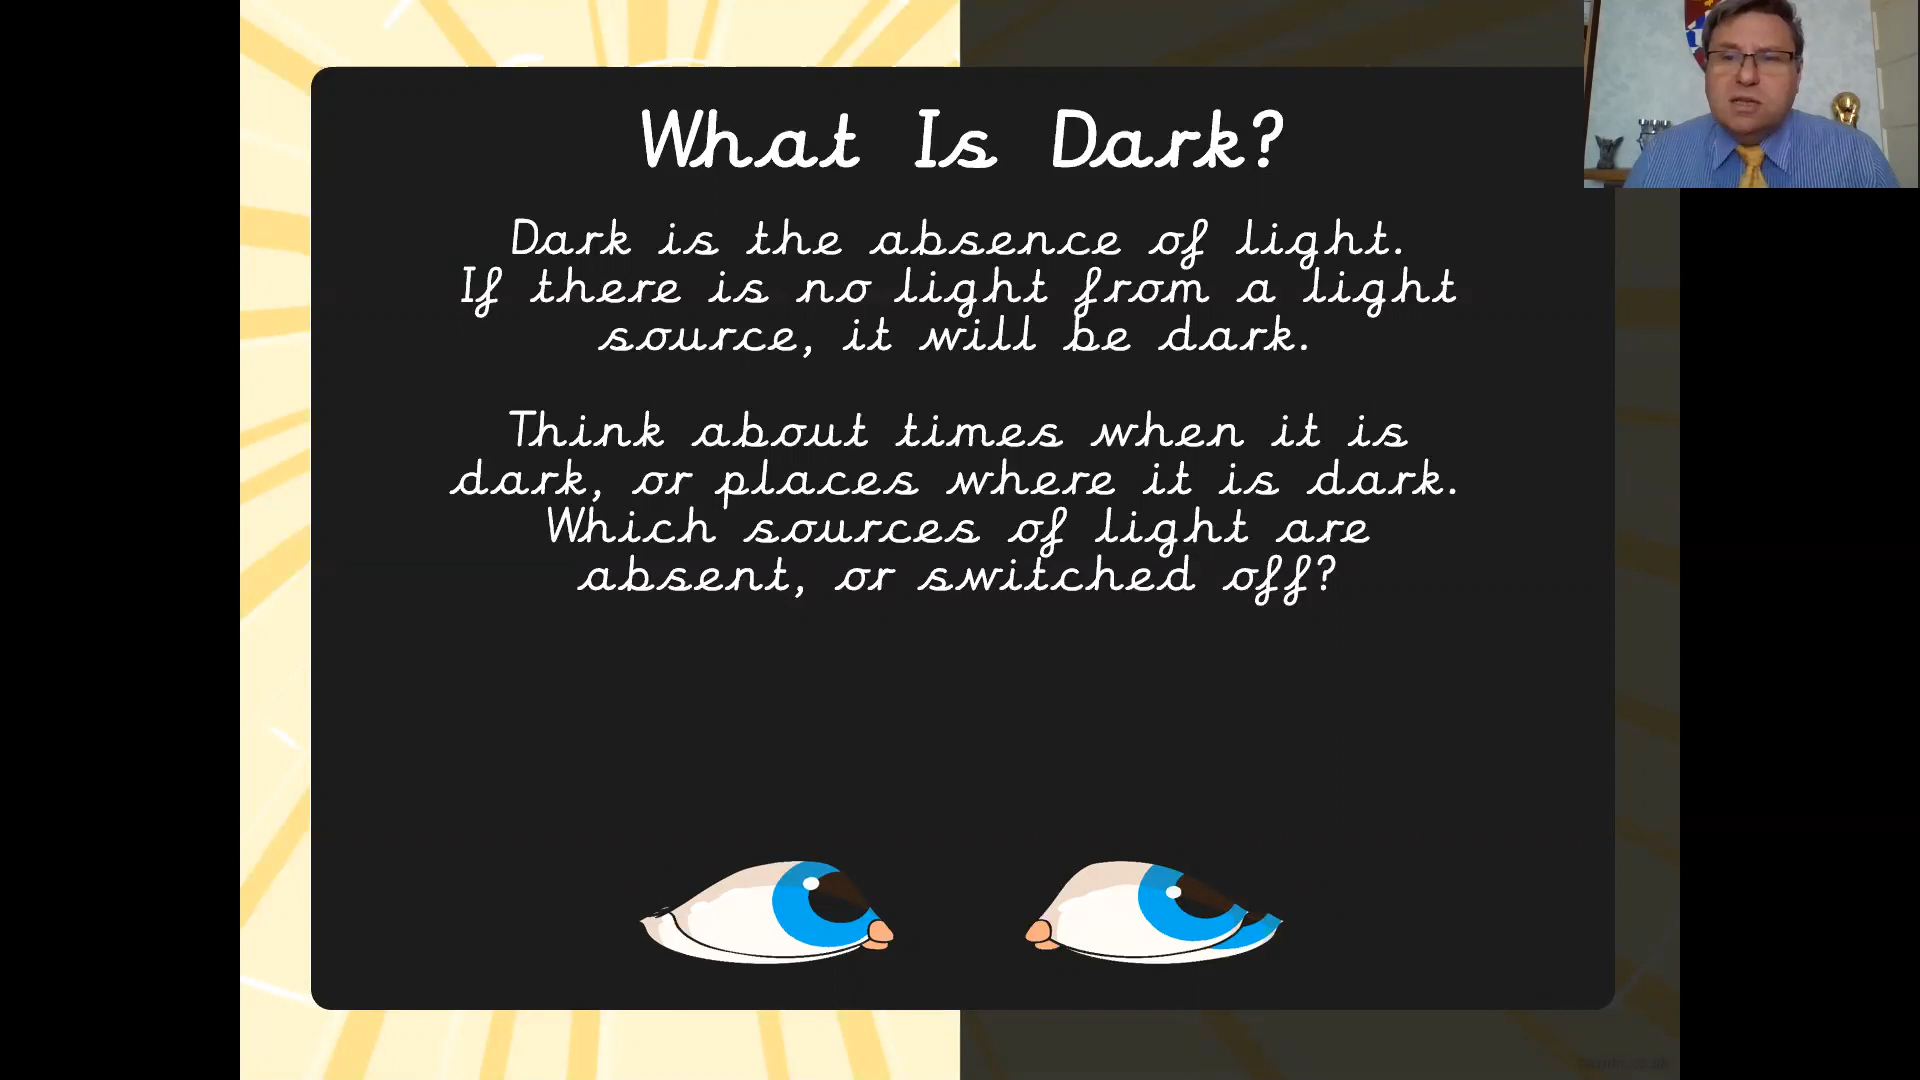 What Is Dark?
Dark is the absence of light.
If there is no light from a light
source, it will be dark.
Think about times when it is
dark, or places where it is dark.
Which sources of light are
absent, or switched off?